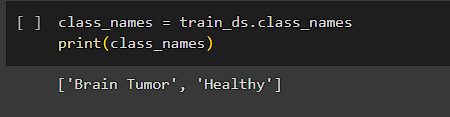 [ ] class_names = train_ds.class_names
print(class_names)
['Brain Tumor', 'Healthy']